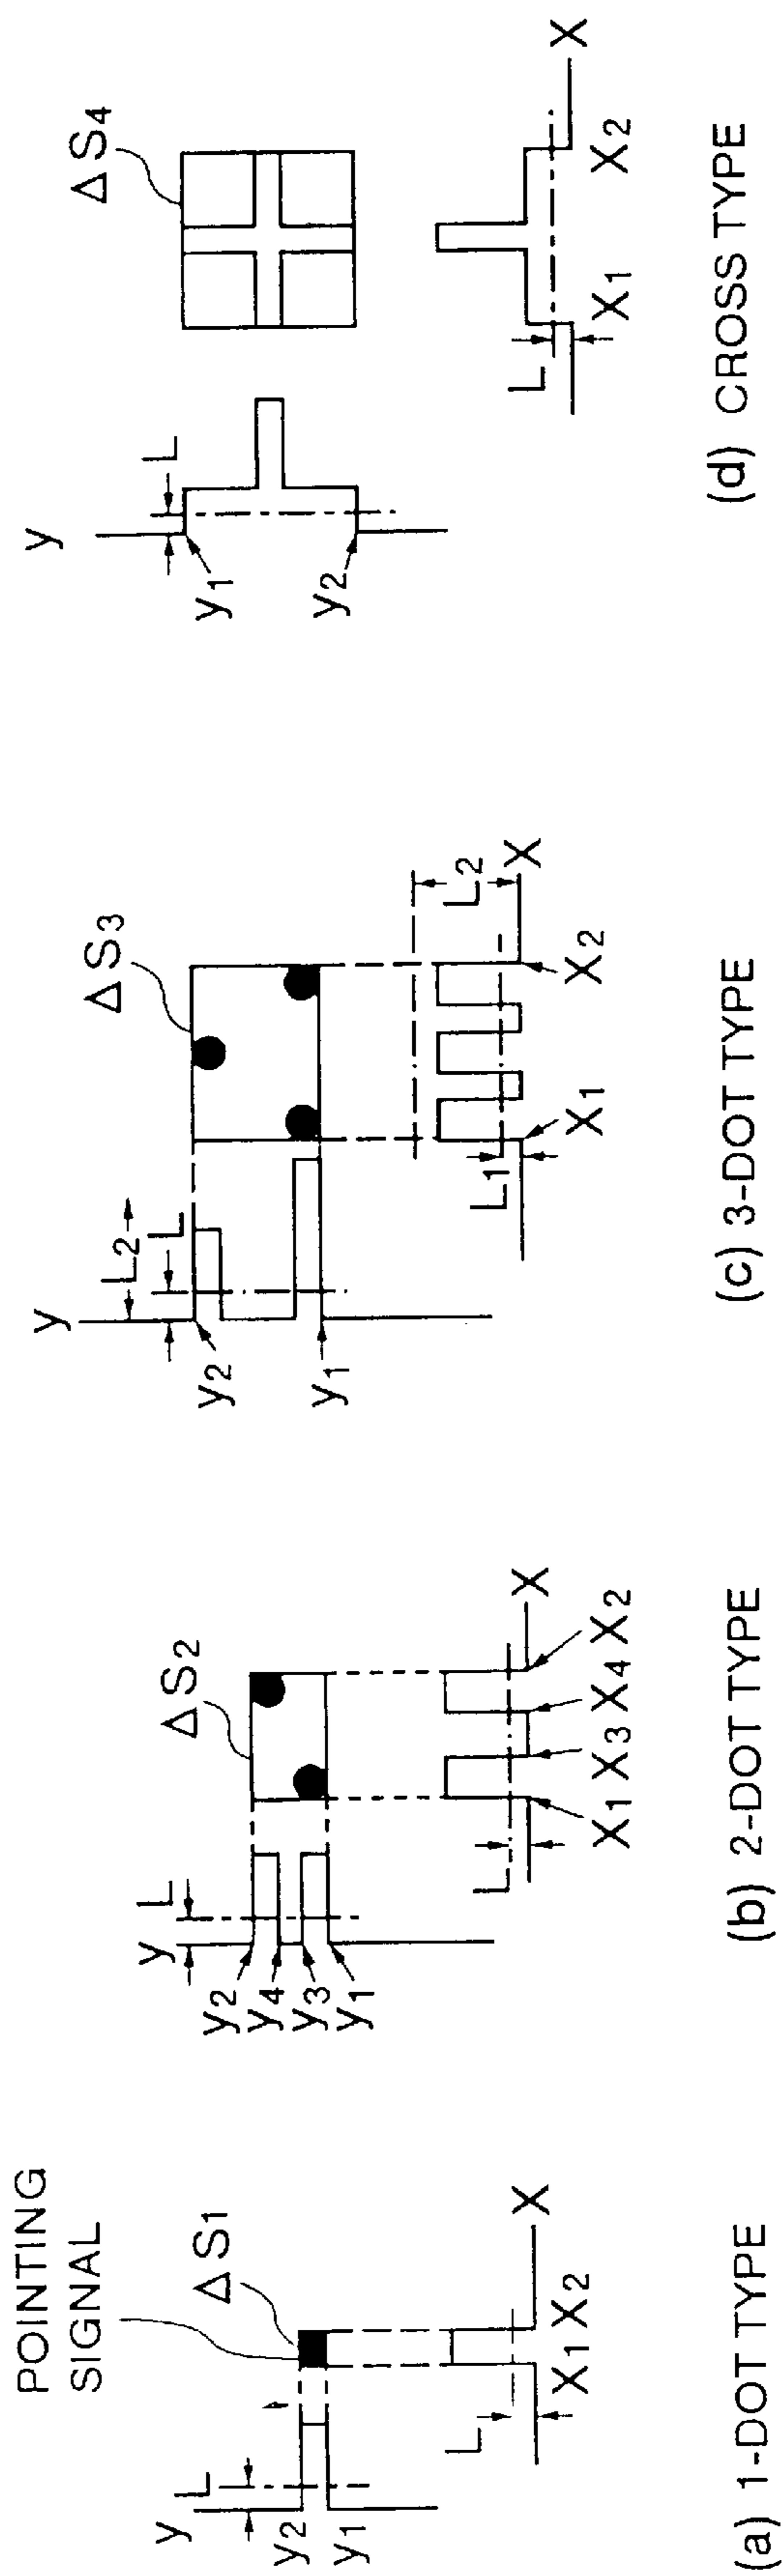 POINTING
SIGNAL
ΔS1
y
L
y2
y1
L
X1 X2
X
(a) 1-DOT TYPE
ΔS2
y
L
y2
y4
y3
y1
L
X1 X3 X4 X2
X
(b) 2-DOT TYPE
ΔS3
y
L2
L
y2
y1
L1
L2
X1
X2
X
(c) 3-DOT TYPE
ΔS4
y
L
y1
y2
L
X1
X2
X
(d) CROSS TYPE